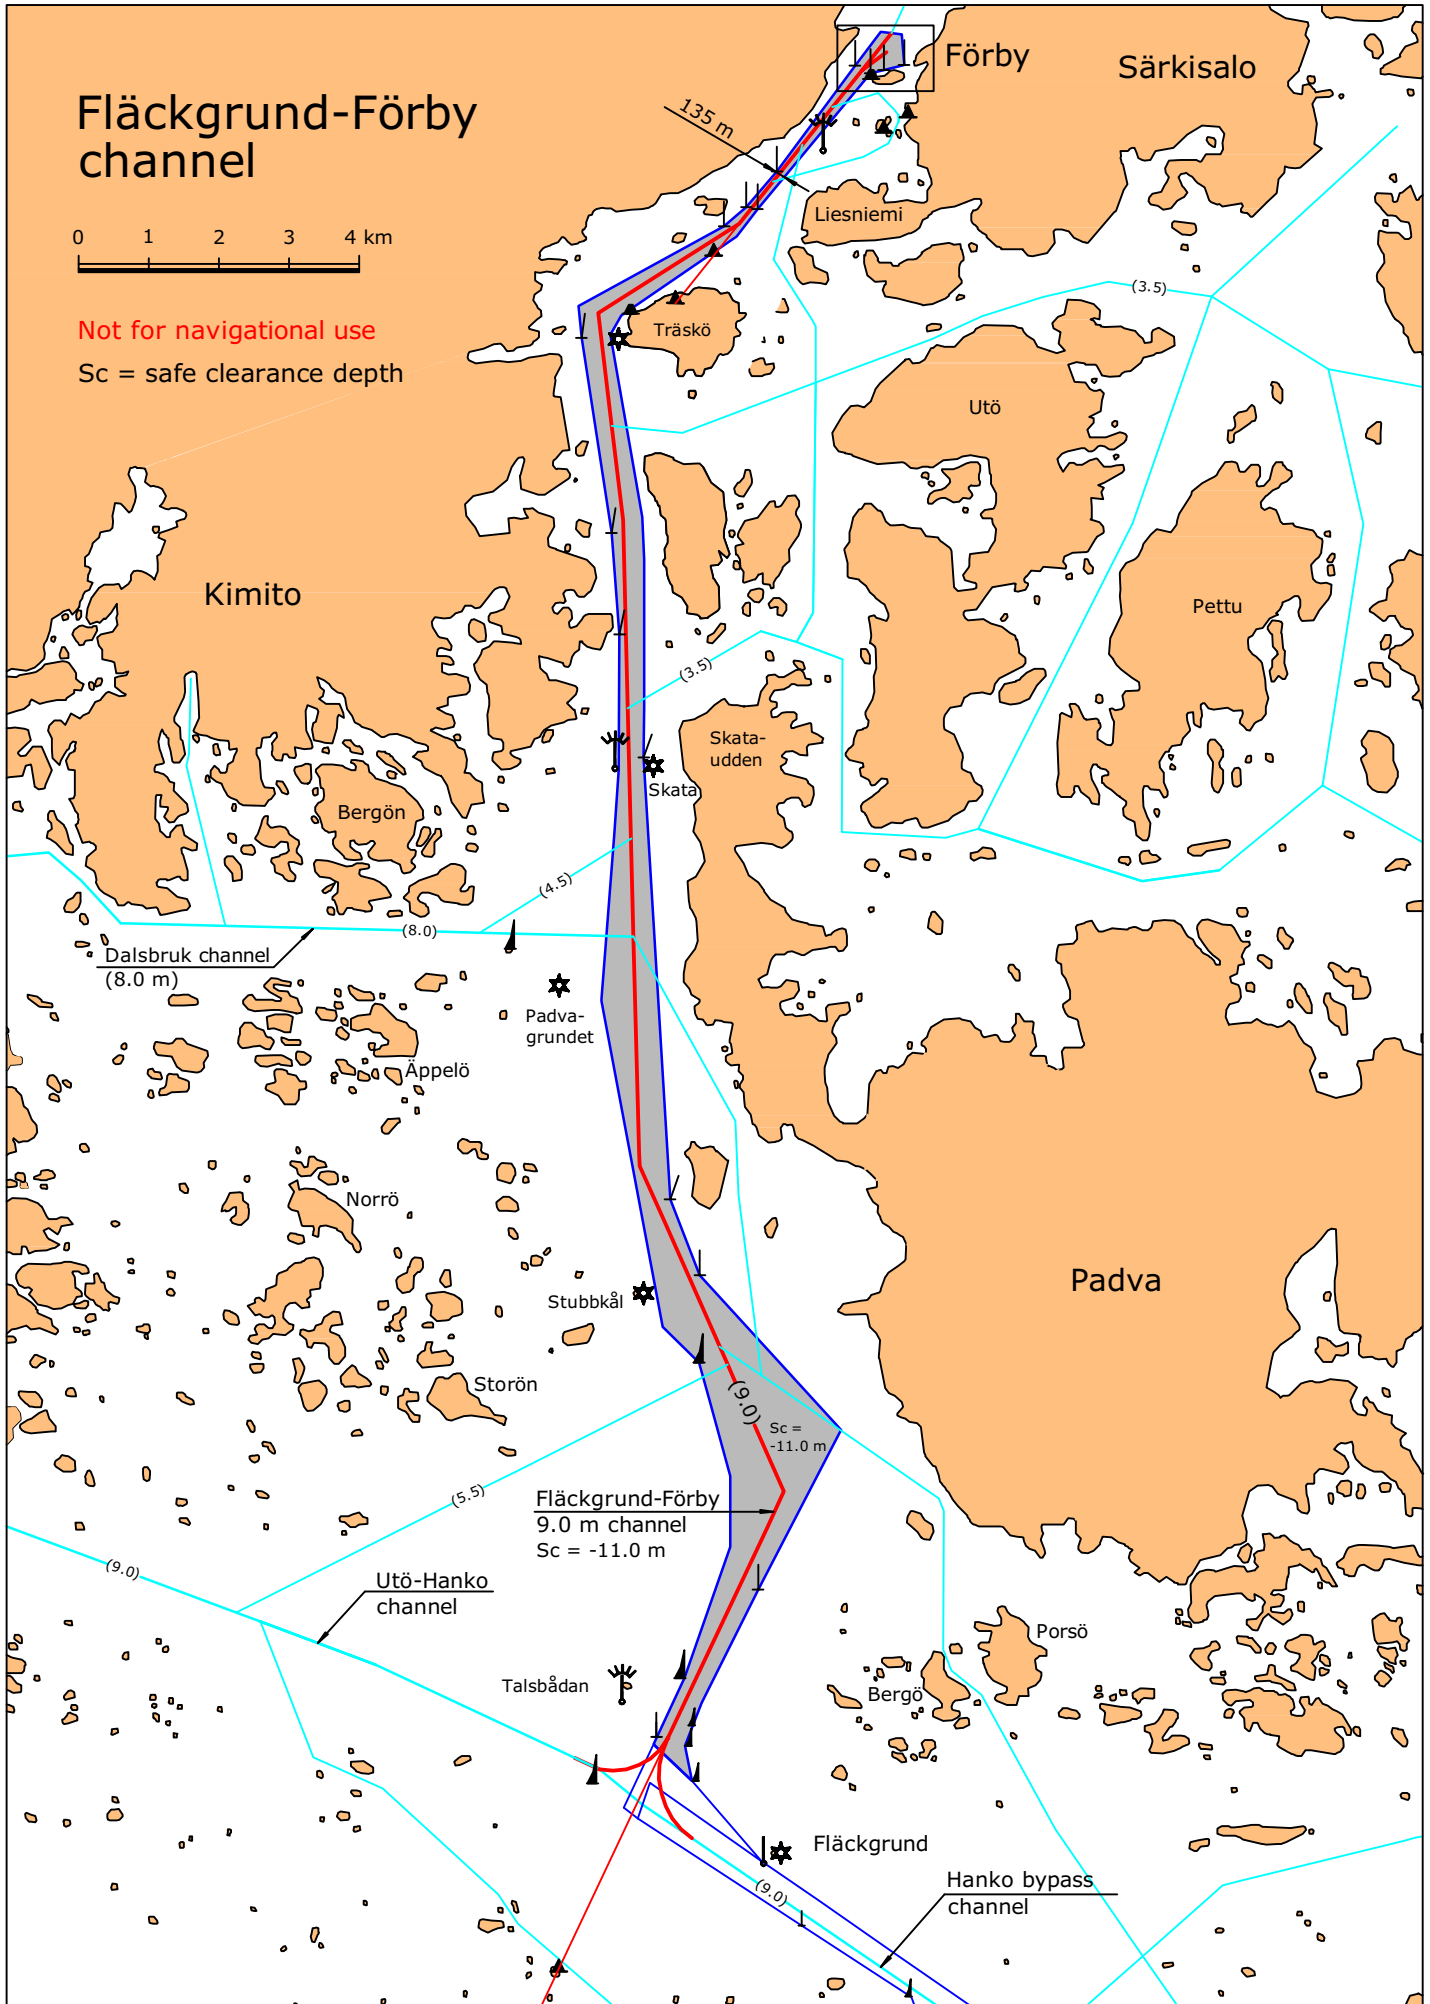 Fläckgrund-Förby
channel
0 1 2 3 4 km
Not for navigational use
Sc = safe clearance depth
Förby
Särkisalo
135 m
Liesniemi
(3.5)
Träskö
Utö
Kimito
Pettu
(3.5)
Skata-
udden
Skata
Bergön
(4.5)
(8.0)
Dalsbruk channel
(8.0 m)
Padva-
grundet
Äppelö
Norrö
Padva
Stubbkål
Storön
(9.0)
Sc =
-11.0 m
(5.5)
Fläckgrund-Förby
9.0 m channel
Sc = -11.0 m
(9.0)
Utö-Hanko
channel
Porsö
Talsbådan
Bergö
Fläckgrund
(9.0)
Hanko bypass
channel